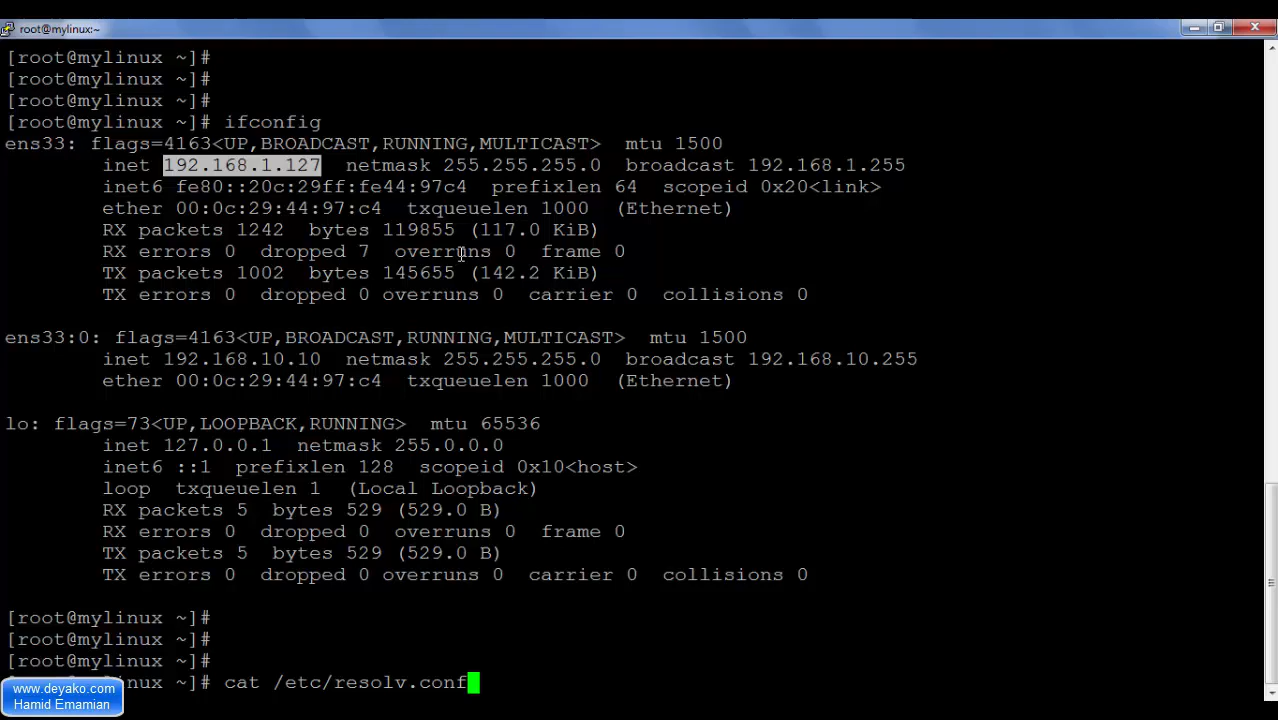 root@mylinux:~
[root@mylinux ~]#
[root@mylinux ~]#
[root@mylinux ~]#
[root@mylinux ~]# ifconfig
ens33: flags=4163<UP,BROADCAST,RUNNING,MULTICAST>  mtu 1500
        inet 192.168.1.127  netmask 255.255.255.0  broadcast 192.168.1.255
        inet6 fe80::20c:29ff:fe44:97c4  prefixlen 64  scopeid 0x20<link>
        ether 00:0c:29:44:97:c4  txqueuelen 1000  (Ethernet)
        RX packets 1242  bytes 119855 (117.0 KiB)
        RX errors 0  dropped 7  overruns 0  frame 0
        TX packets 1002  bytes 145655 (142.2 KiB)
        TX errors 0  dropped 0 overruns 0  carrier 0  collisions 0
ens33:0: flags=4163<UP,BROADCAST,RUNNING,MULTICAST>  mtu 1500
        inet 192.168.10.10  netmask 255.255.255.0  broadcast 192.168.10.255
        ether 00:0c:29:44:97:c4  txqueuelen 1000  (Ethernet)
lo: flags=73<UP,LOOPBACK,RUNNING>  mtu 65536
        inet 127.0.0.1  netmask 255.0.0.0
        inet6 ::1  prefixlen 128  scopeid 0x10<host>
        loop  txqueuelen 1  (Local Loopback)
        RX packets 5  bytes 529 (529.0 B)
        RX errors 0  dropped 0  overruns 0  frame 0
        TX packets 5  bytes 529 (529.0 B)
        TX errors 0  dropped 0 overruns 0  carrier 0  collisions 0
[root@mylinux ~]#
[root@mylinux ~]#
[root@mylinux ~]#
[root@mylinux ~]# cat /etc/resolv.conf
www.deyako.com
Hamid Emamian